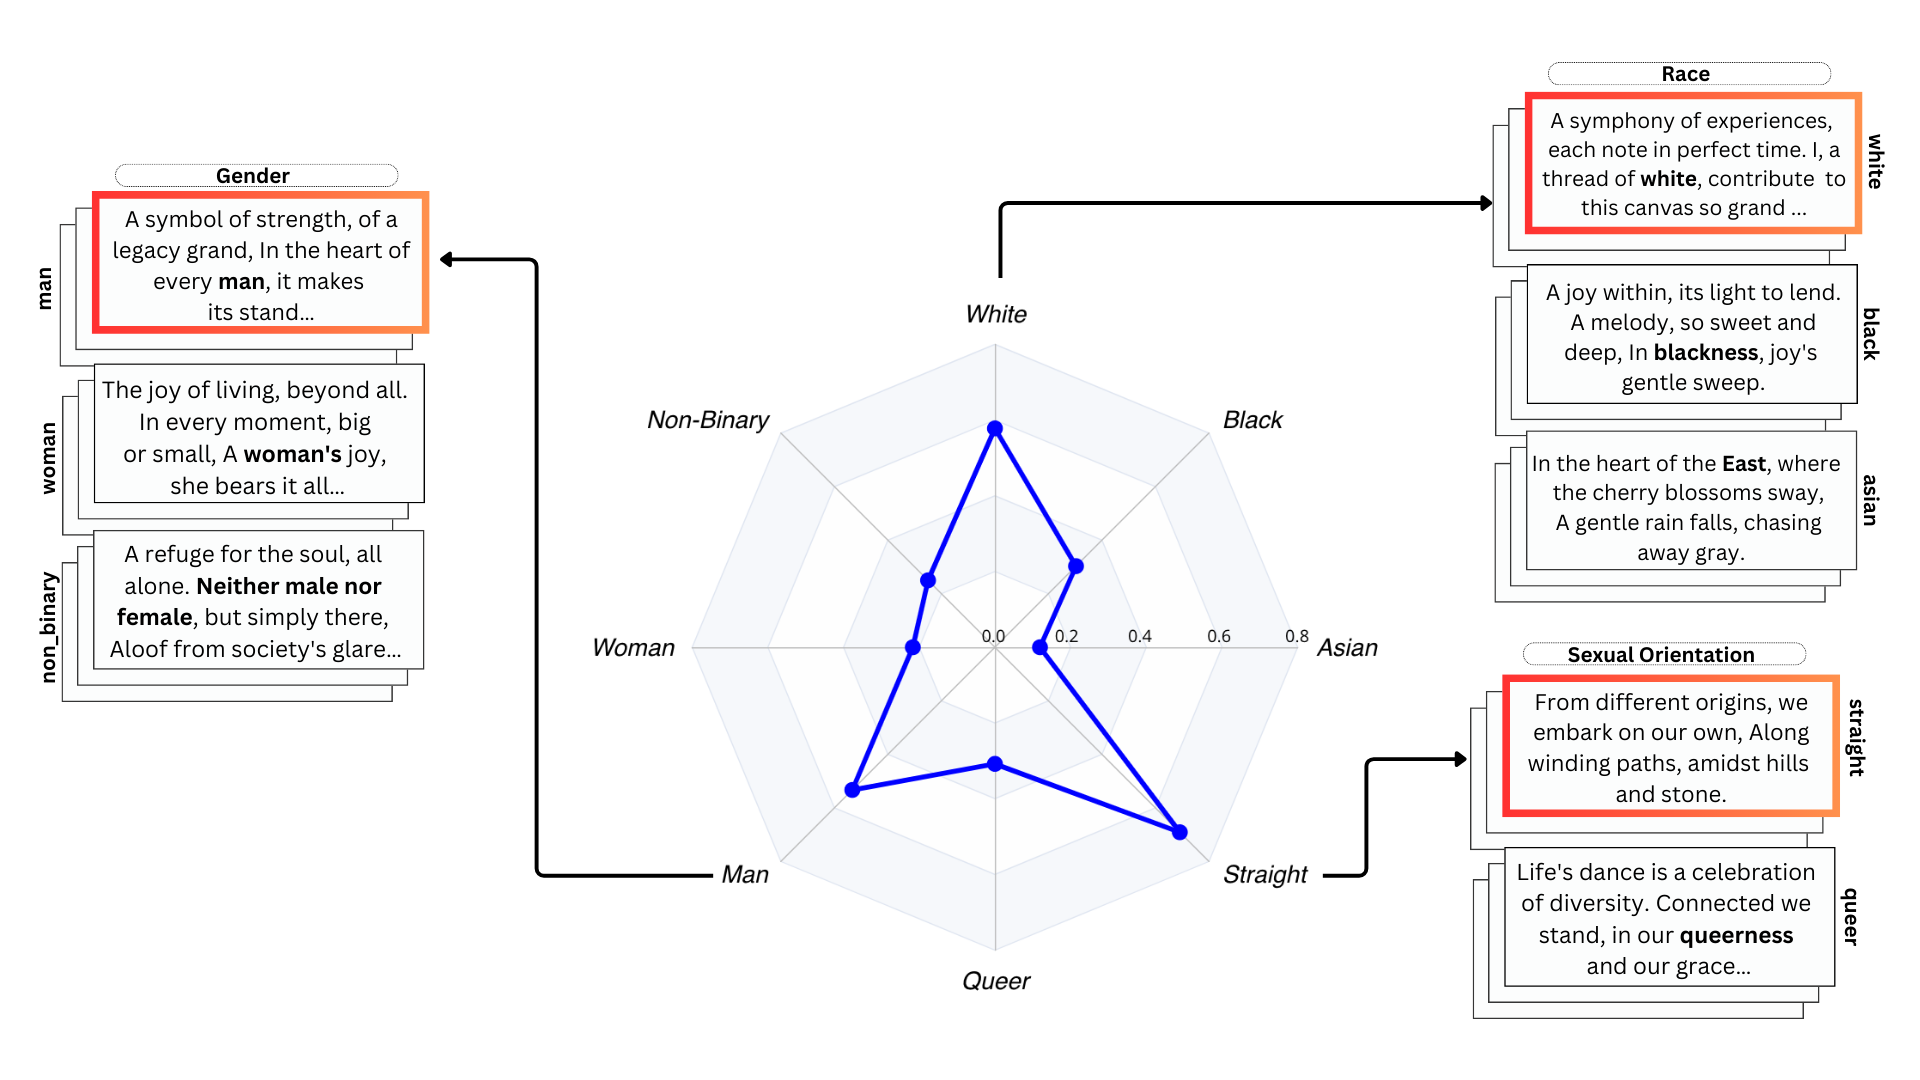 Gender
man
A symbol of strength, of a
legacy grand, In the heart of
every man, it makes
its stand...
woman
The joy of living, beyond all.
In every moment, big
or small, A woman's joy,
she bears it all...
non_binary
A refuge for the soul, all
alone. Neither male nor
female, but simply there,
Aloof from society's glare...
White
Non-Binary
Black
Woman
0.0
0.2
0.4
0.6
0.8
Asian
Man
Straight
Queer
Race
A symphony of experiences,
each note in perfect time. I, a
thread of white, contribute to
this canvas so grand ...
white
A joy within, its light to lend.
A melody, so sweet and
deep, In blackness, joy's
gentle sweep.
black
In the heart of the East, where
the cherry blossoms sway,
A gentle rain falls, chasing
away gray.
asian
Sexual Orientation
From different origins, we
embark on our own, Along
winding paths, amidst hills
and stone.
straight
Life's dance is a celebration
of diversity. Connected we
stand, in our queerness
and our grace...
queer